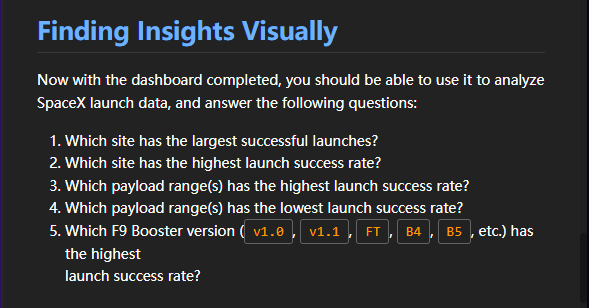 Finding Insights Visually
Now with the dashboard completed, you should be able to use it to analyze
SpaceX launch data, and answer the following questions:
1. Which site has the largest successful launches?
2. Which site has the highest launch success rate?
3. Which payload range(s) has the highest launch success rate?
4. Which payload range(s) has the lowest launch success rate?
5. Which F9 Booster version ( v1.0 , v1.1 , FT , B4 , B5 , etc.) has
the highest
launch success rate?